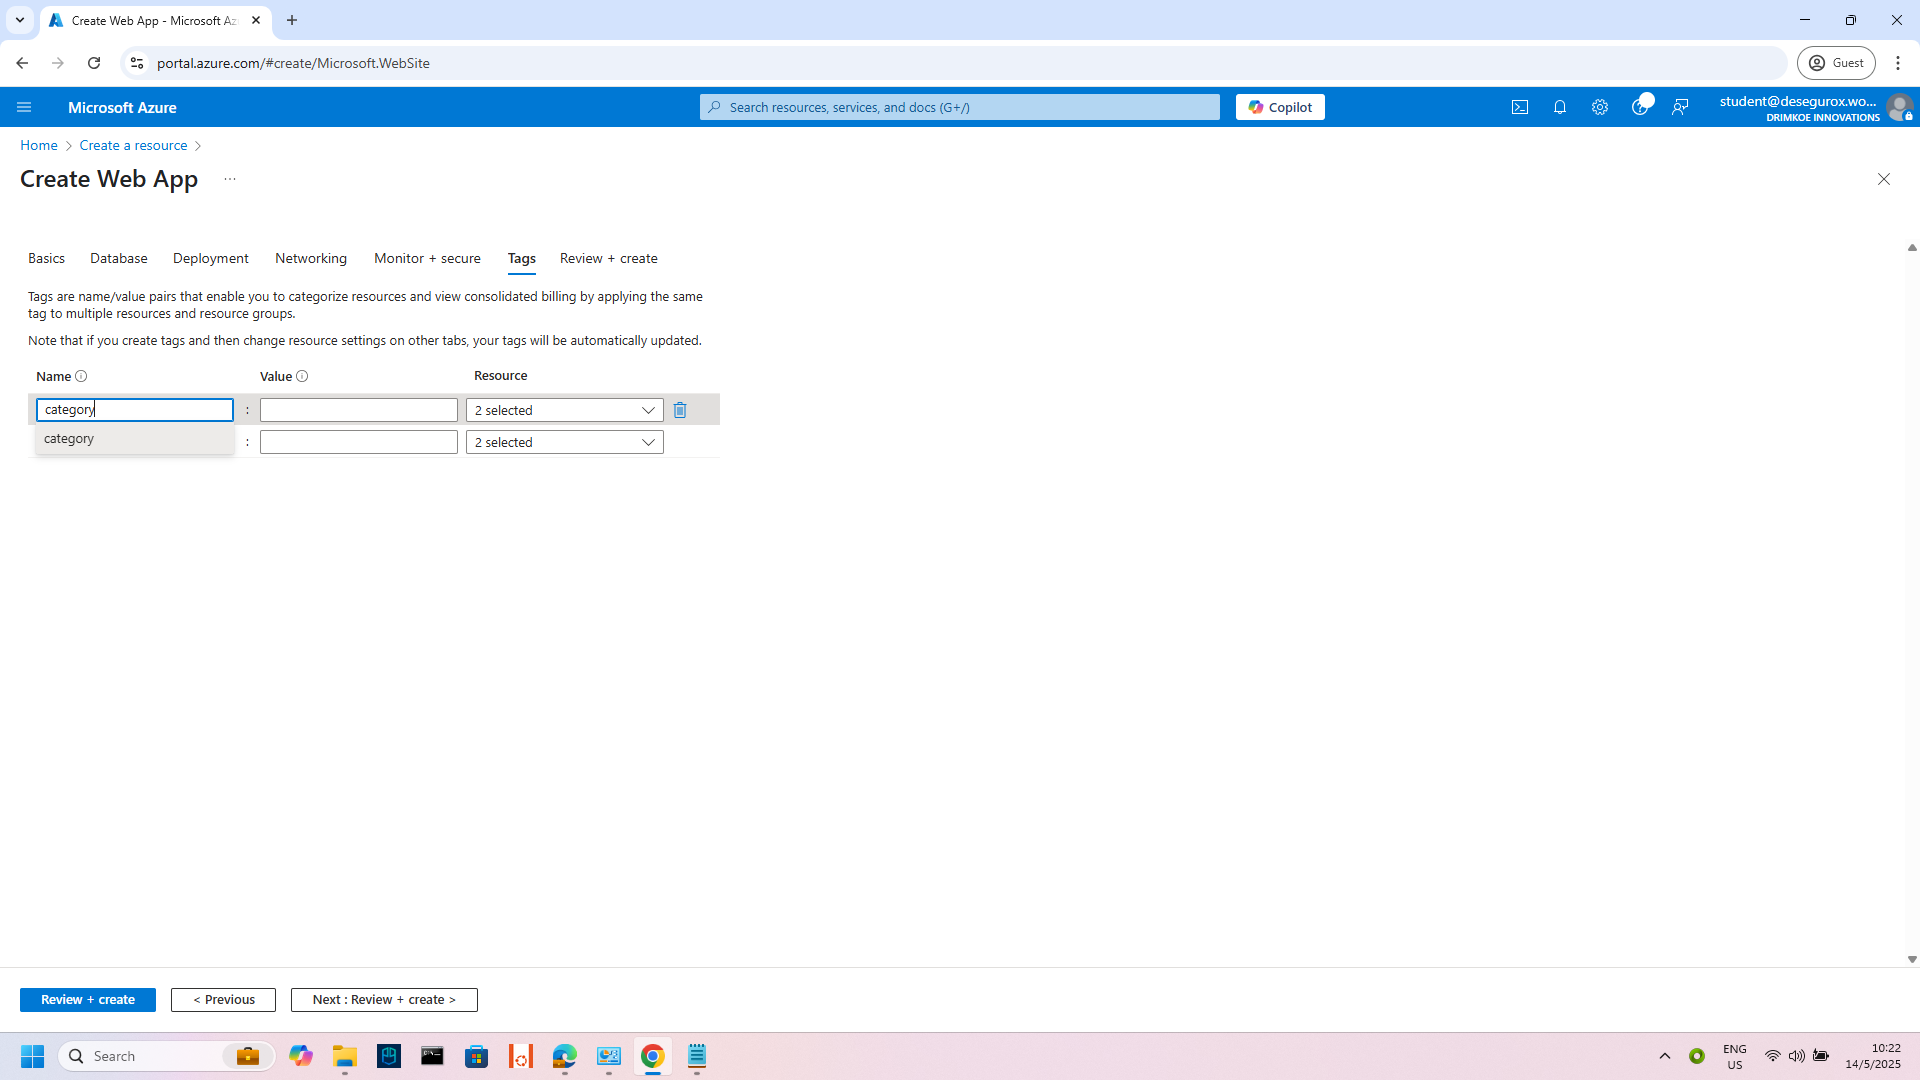 Create Web App - Microsoft Az
portal.azure.com/#create/Microsoft.WebSite
Guest
Microsoft Azure
Search resources, services, and docs (G+/)
Copilot
student@desegurox.wo...
DRIMKOE INNOVATIONS
Home
Create a resource
Create Web App
...
Basics
Database
Deployment
Networking
Monitor + secure
Tags
Review + create
Tags are name/value pairs that enable you to categorize resources and view consolidated billing by applying the same
tag to multiple resources and resource groups.
Note that if you create tags and then change resource settings on other tabs, your tags will be automatically updated.
Name
Value
Resource
category
:
2 selected
category
:
2 selected
Review + create
< Previous
Next : Review + create >
Search
ENG
US
10:22
14/5/2025